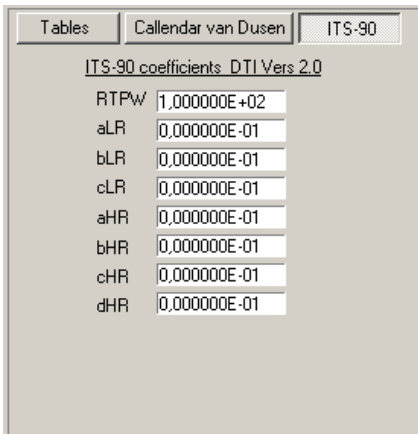 Tables Callendar van Dusen ITS-90
ITS-90 coefficients DTI Vers 2.0
RTPW 1,000000E+02
aLR 0,000000E-01
bLR 0,000000E-01
cLR 0,000000E-01
aHR 0,000000E-01
bHR 0,000000E-01
cHR 0,000000E-01
dHR 0,000000E-01